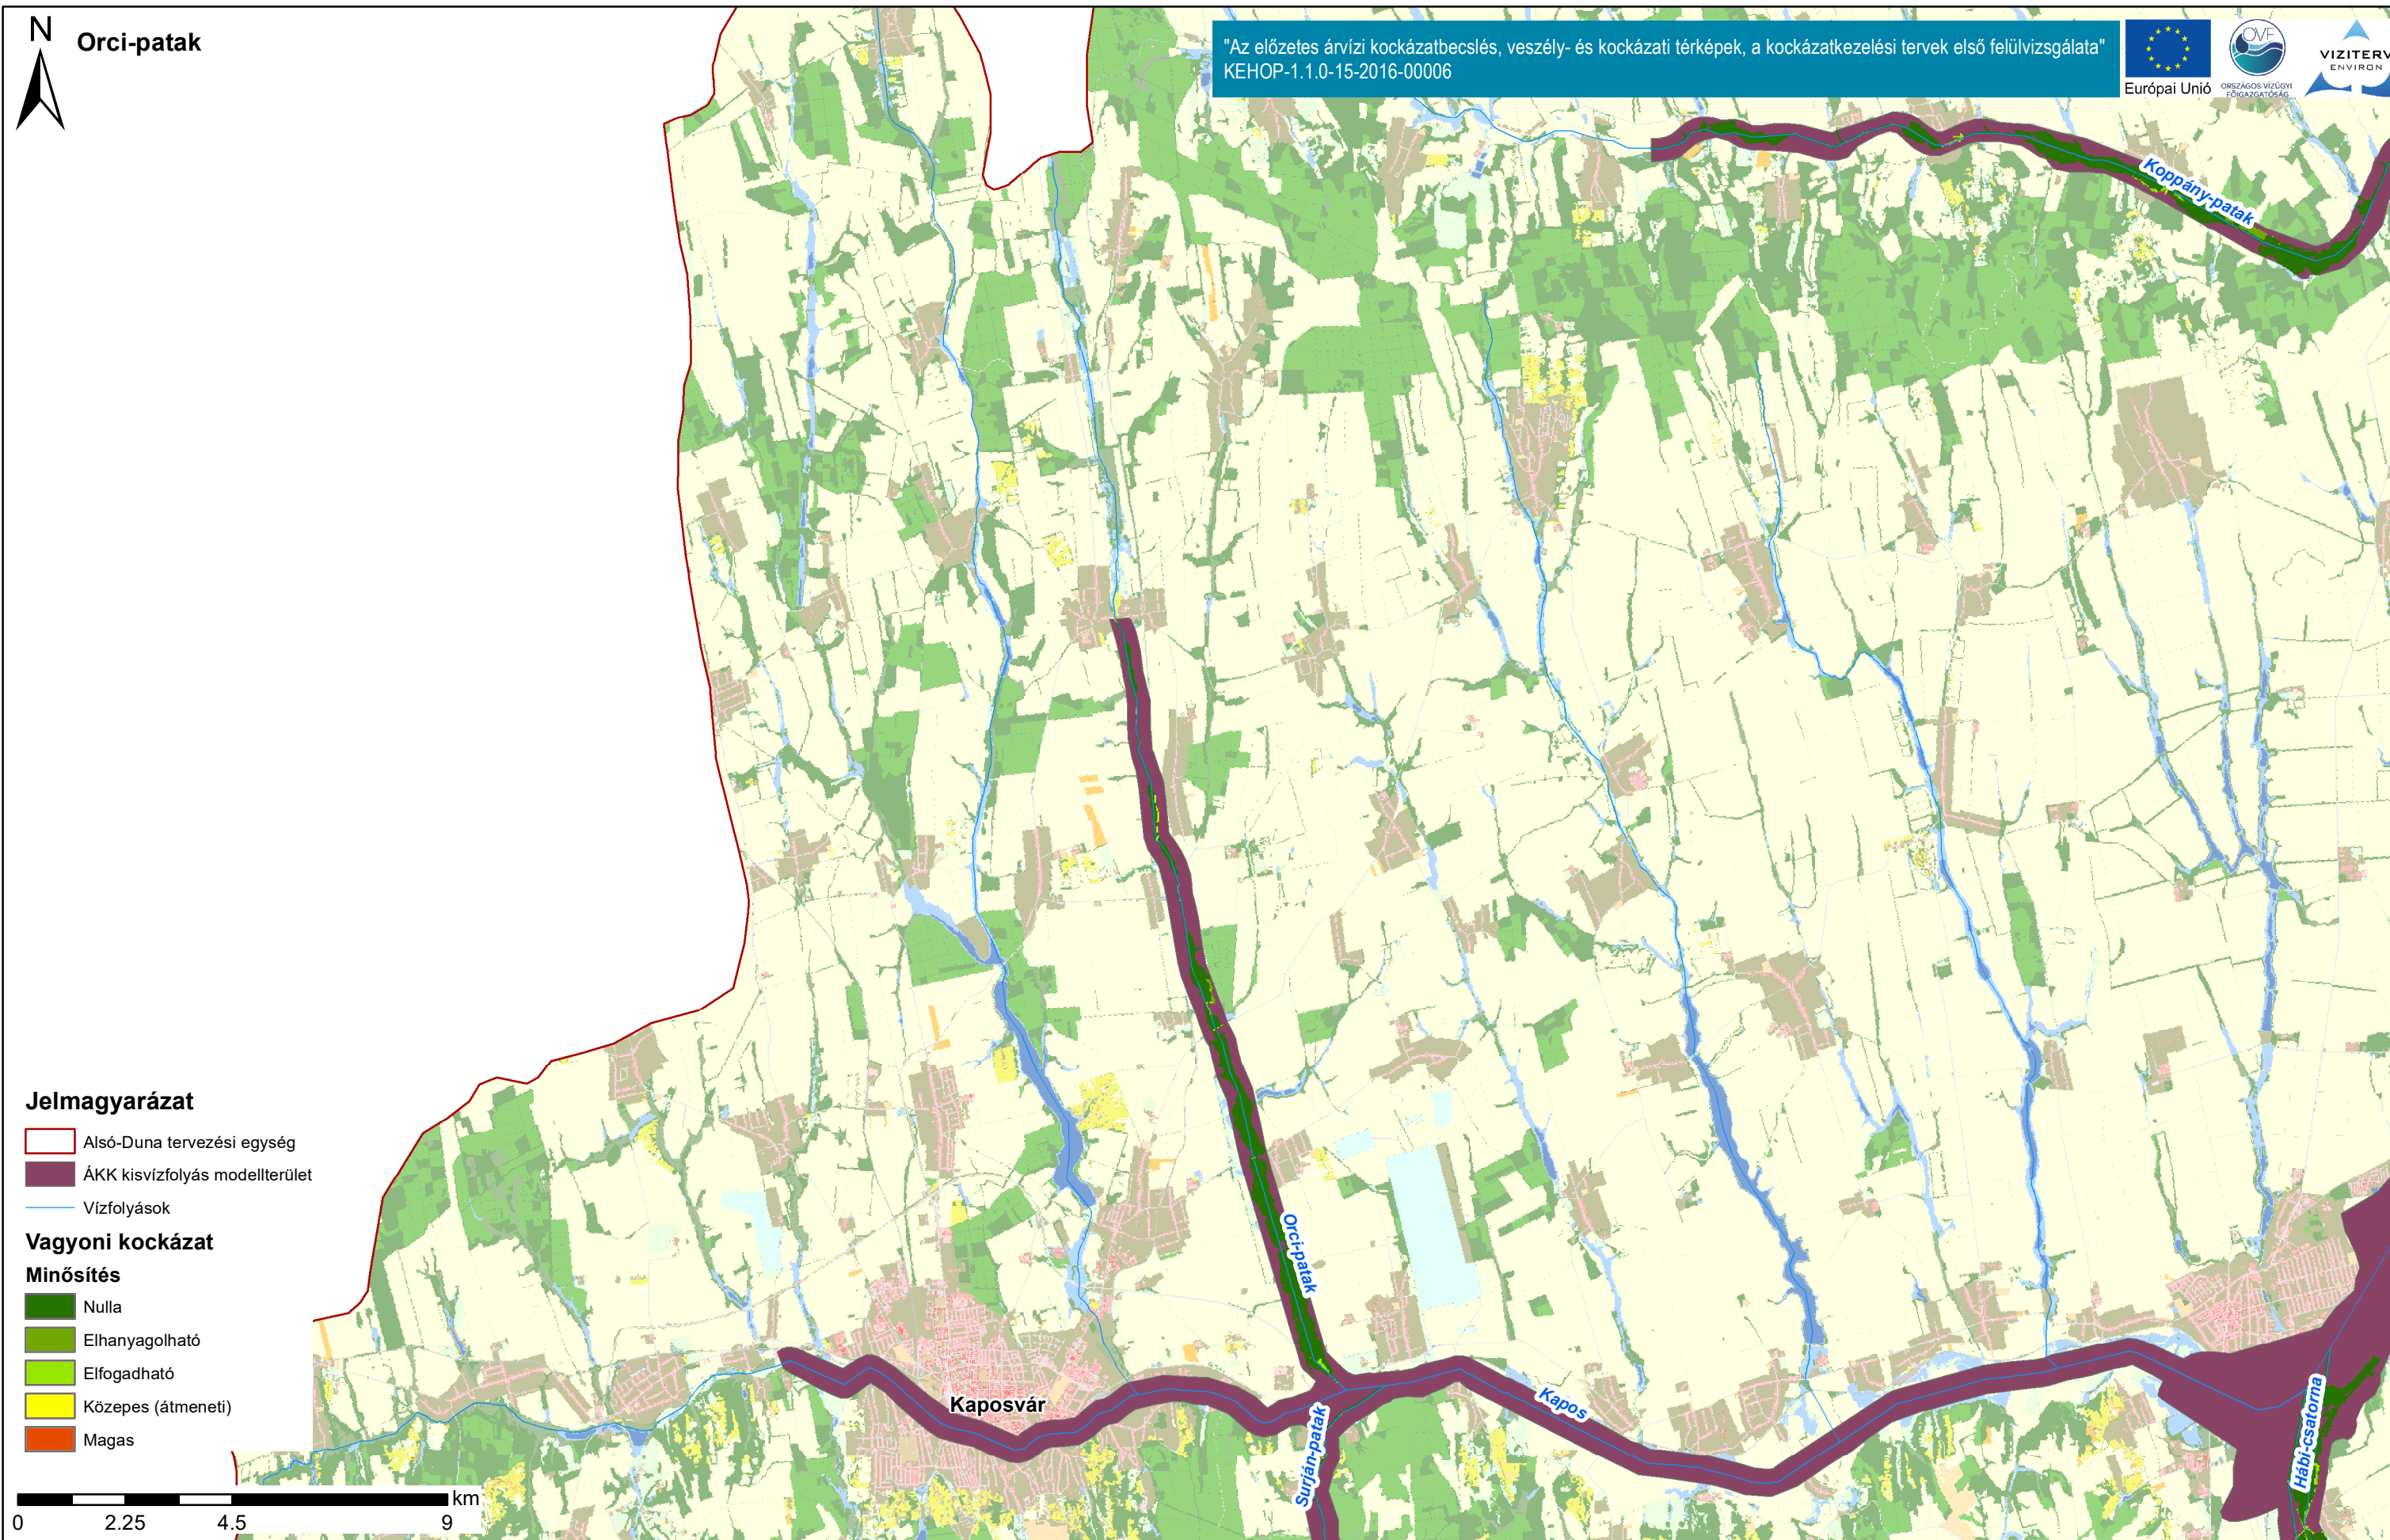 N
Orci-patak
"Az előzetes árvízi kockázatbecslés, veszély- és kockázati térképek, a kockázatkezelési tervek első felülvizsgálata"
KEHOP-1.1.0-15-2016-00006
Európai Unió
OVF
ORSZÁGOS VÍZÜGYI
FŐIGAZGATÓSÁG
VIZITERV
ENVIRON
Koppány-patak
Orci-patak
Kaposvár
Kapos
Surján-patak
Hábi-csatorna
Jelmagyarázat
Alsó-Duna tervezési egység
ÁKK kisvízfolyás modellterület
Vízfolyások
Vagyoni kockázat
Minősítés
Nulla
Elhanyagolható
Elfogadható
Közepes (átmeneti)
Magas
km
0 2.25 4.5 9